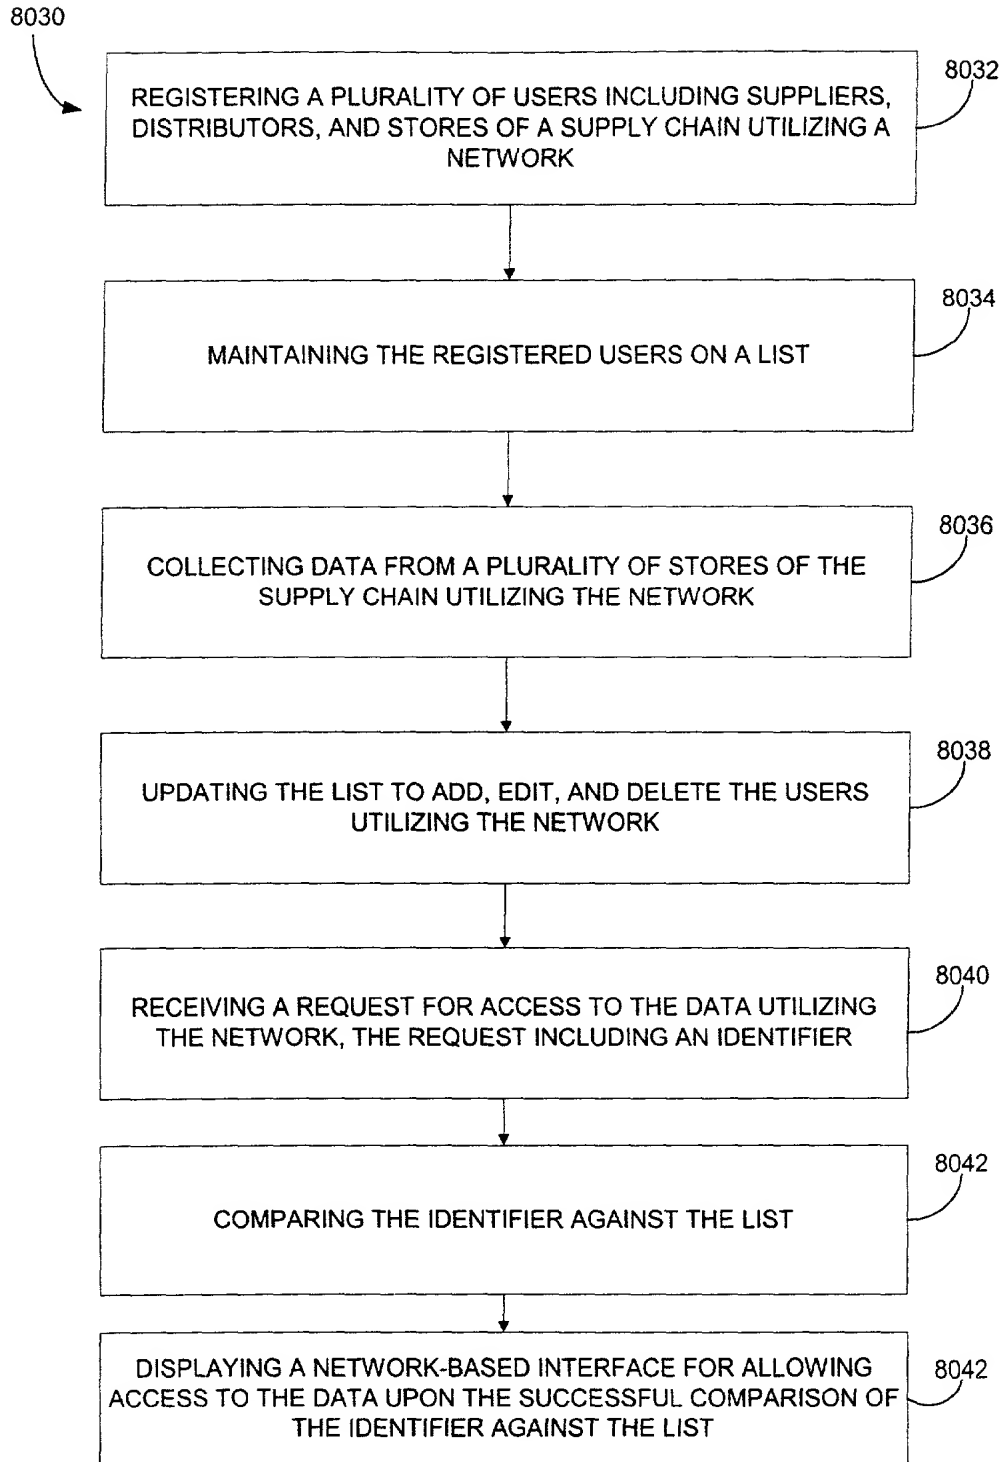 8030
8032
REGISTERING A PLURALITY OF USERS INCLUDING SUPPLIERS,
DISTRIBUTORS, AND STORES OF A SUPPLY CHAIN UTILIZING A
NETWORK
8034
MAINTAINING THE REGISTERED USERS ON A LIST
8036
COLLECTING DATA FROM A PLURALITY OF STORES OF THE
SUPPLY CHAIN UTILIZING THE NETWORK
8038
UPDATING THE LIST TO ADD, EDIT, AND DELETE THE USERS
UTILIZING THE NETWORK
8040
RECEIVING A REQUEST FOR ACCESS TO THE DATA UTILIZING
THE NETWORK, THE REQUEST INCLUDING AN IDENTIFIER
8042
COMPARING THE IDENTIFIER AGAINST THE LIST
8042
DISPLAYING A NETWORK-BASED INTERFACE FOR ALLOWING
ACCESS TO THE DATA UPON THE SUCCESSFUL COMPARISON OF
THE IDENTIFIER AGAINST THE LIST